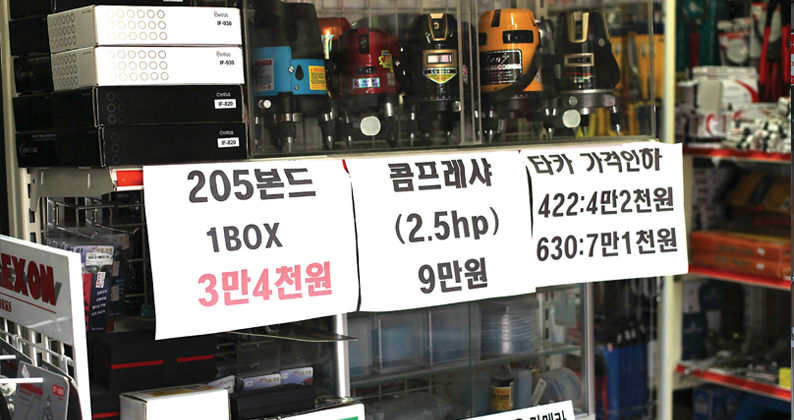 IF-930
IF-930
IF-820
IF-820
205본드
1BOX
3만4천원
콤프레샤
(2.5hp)
9만원
타카 가격인하
422:4만2천원
630:7만1천원
EXON